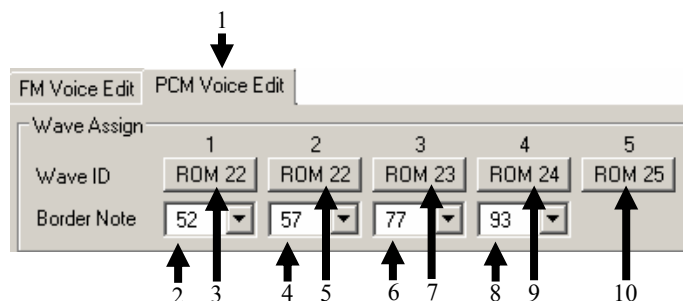 1
FM Voice Edit PCM Voice Edit
Wave Assign
1 2 3 4 5
Wave ID ROM 22 ROM 22 ROM 23 ROM 24 ROM 25
Border Note 52 57 77 93
2 3 4 5 6 7 8 9 10